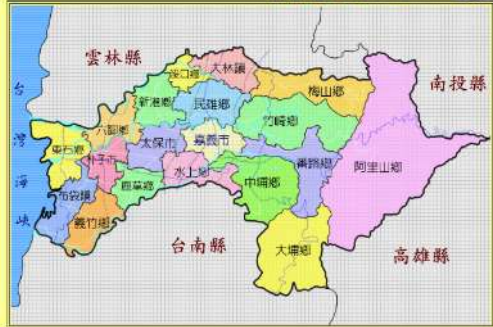 雲林縣
大林鎮
溪口鄉
梅山鄉
南投縣
台灣海峽
新港鄉
民雄鄉
六腳鄉
竹崎鄉
東石鄉
太保市
嘉義市
朴子市
番路鄉
阿里山鄉
水上鄉
中埔鄉
鹿草鄉
布袋鎮
義竹鄉
台南縣
大埔鄉
高雄縣